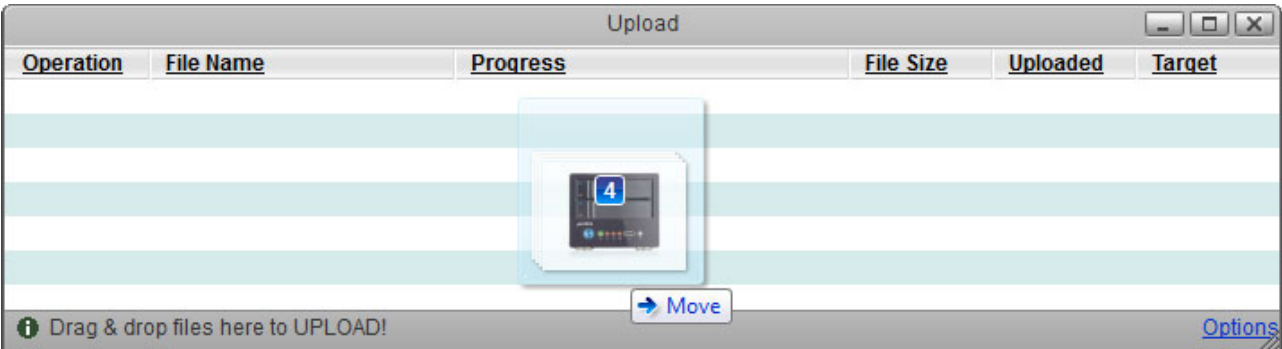 Upload
Operation File Name Progress File Size Uploaded Target
4
Move
Drag & drop files here to UPLOAD!
Options